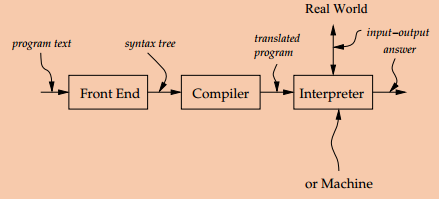 Real World
program text
syntax tree
translated
program
input–output
answer
Front End
Compiler
Interpreter
or Machine